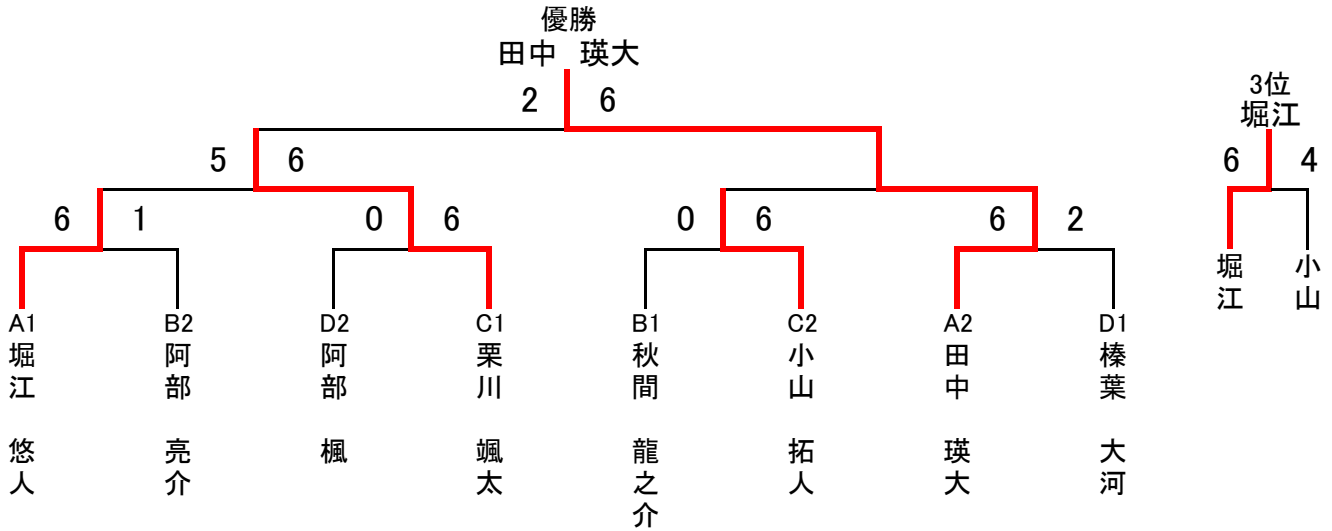 優勝
田中 瑛大
2 6
3位
堀江
5 6
6 4
6 1
0 6
0 6
6 2
堀江
小山
A1
堀江 悠人
B2
阿部 亮介
D2
阿部 楓
C1
栗川 颯太
B1
秋間 龍之介
C2
小山 拓人
A2
田中 瑛大
D1
榛葉 大河